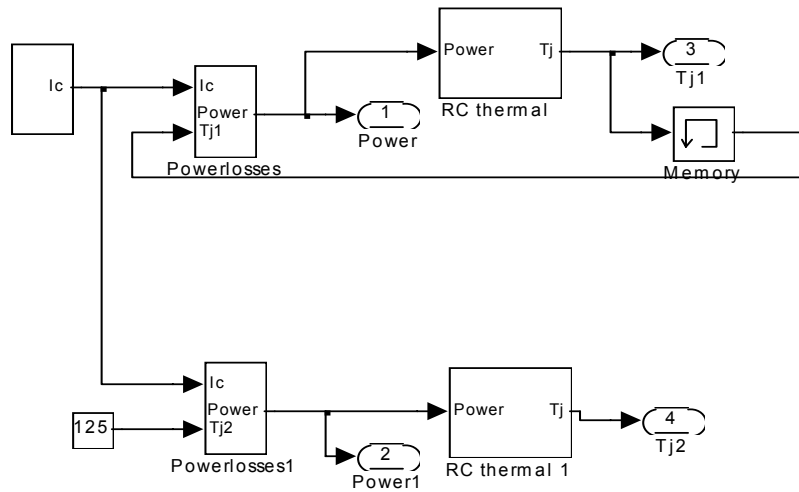 Ic
Ic
Power
Tj1
Powerlosses
1
Power
Power
Tj
RC thermal
3
Tj1
Memory
125
Ic
Power
Tj2
Powerlosses1
2
Power1
Power
Tj
RC thermal 1
4
Tj2